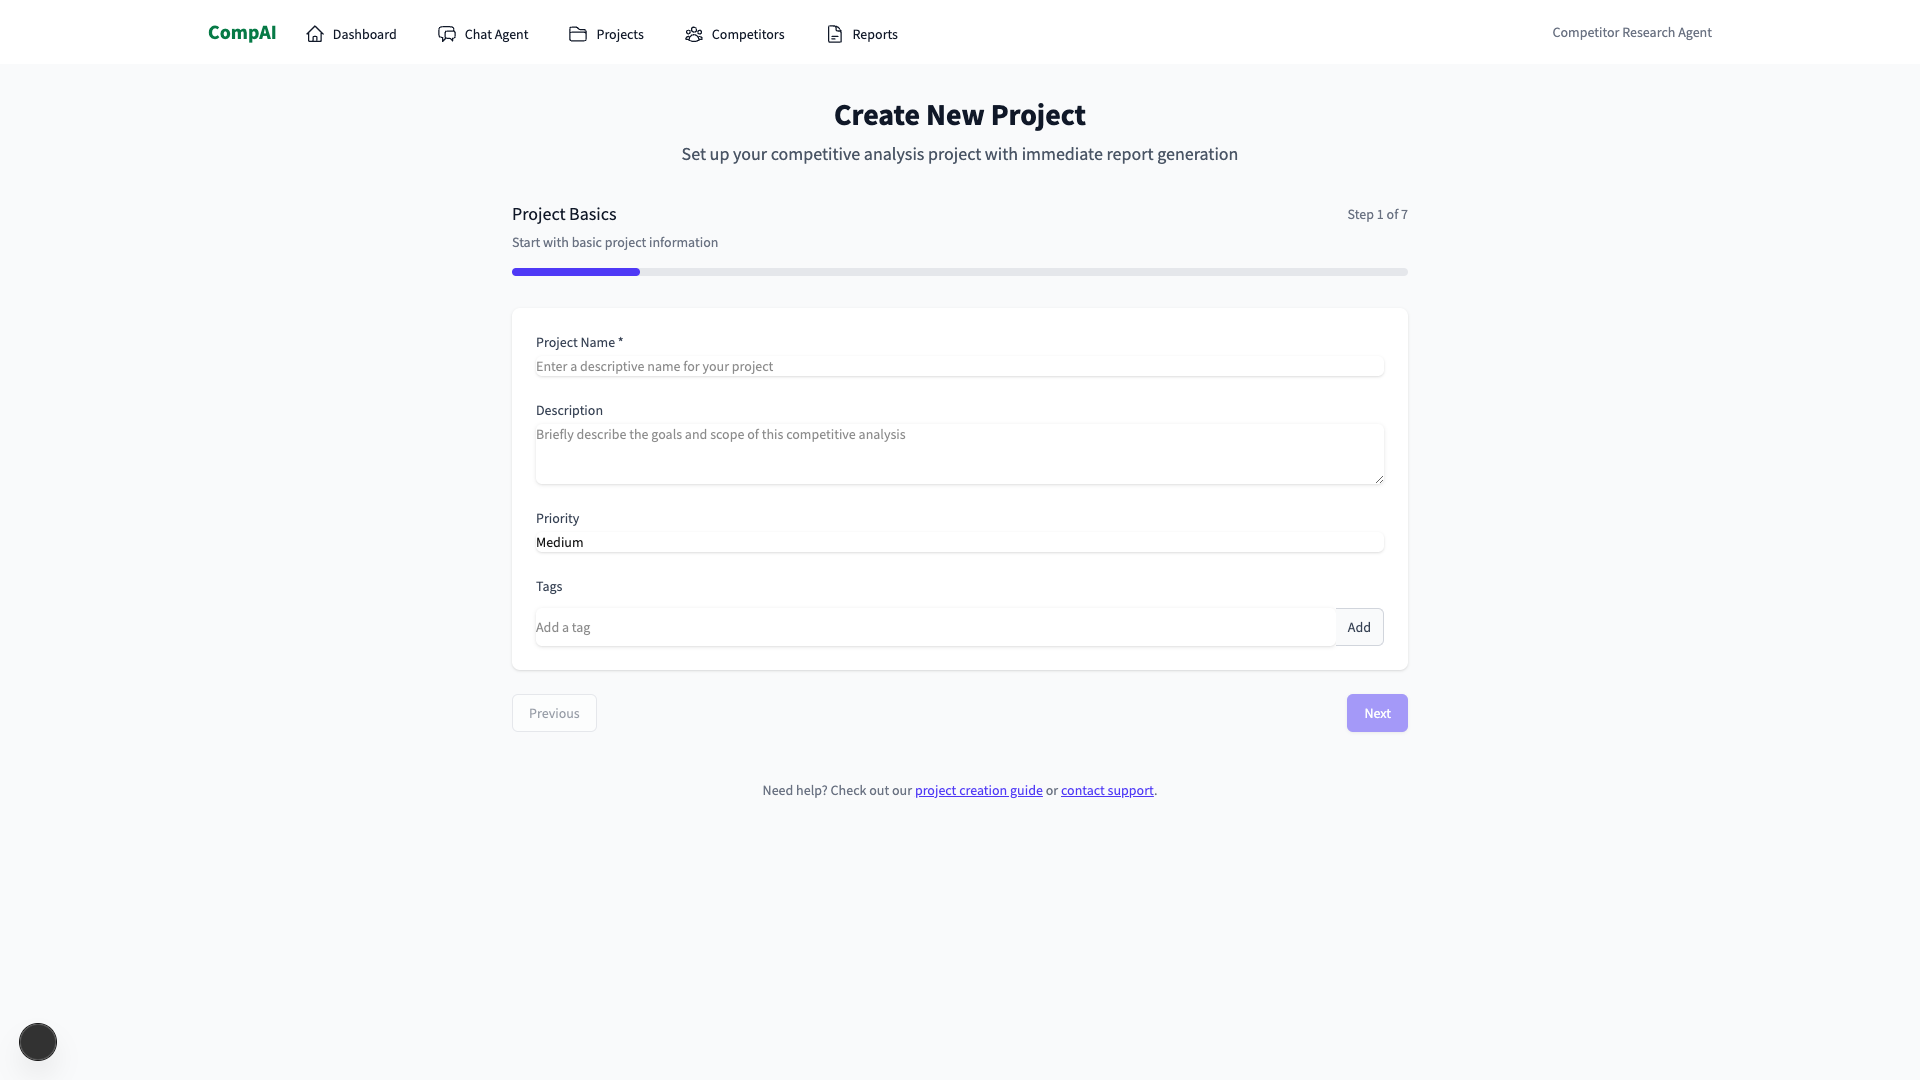 CompAI
Dashboard
Chat Agent
Projects
Competitors
Reports
Competitor Research Agent
Create New Project
Set up your competitive analysis project with immediate report generation
Project Basics
Step 1 of 7
Start with basic project information
Project Name *
Enter a descriptive name for your project
Description
Briefly describe the goals and scope of this competitive analysis
Priority
Medium
Tags
Add a tag
Add
Previous
Next
Need help? Check out our project creation guide or contact support.